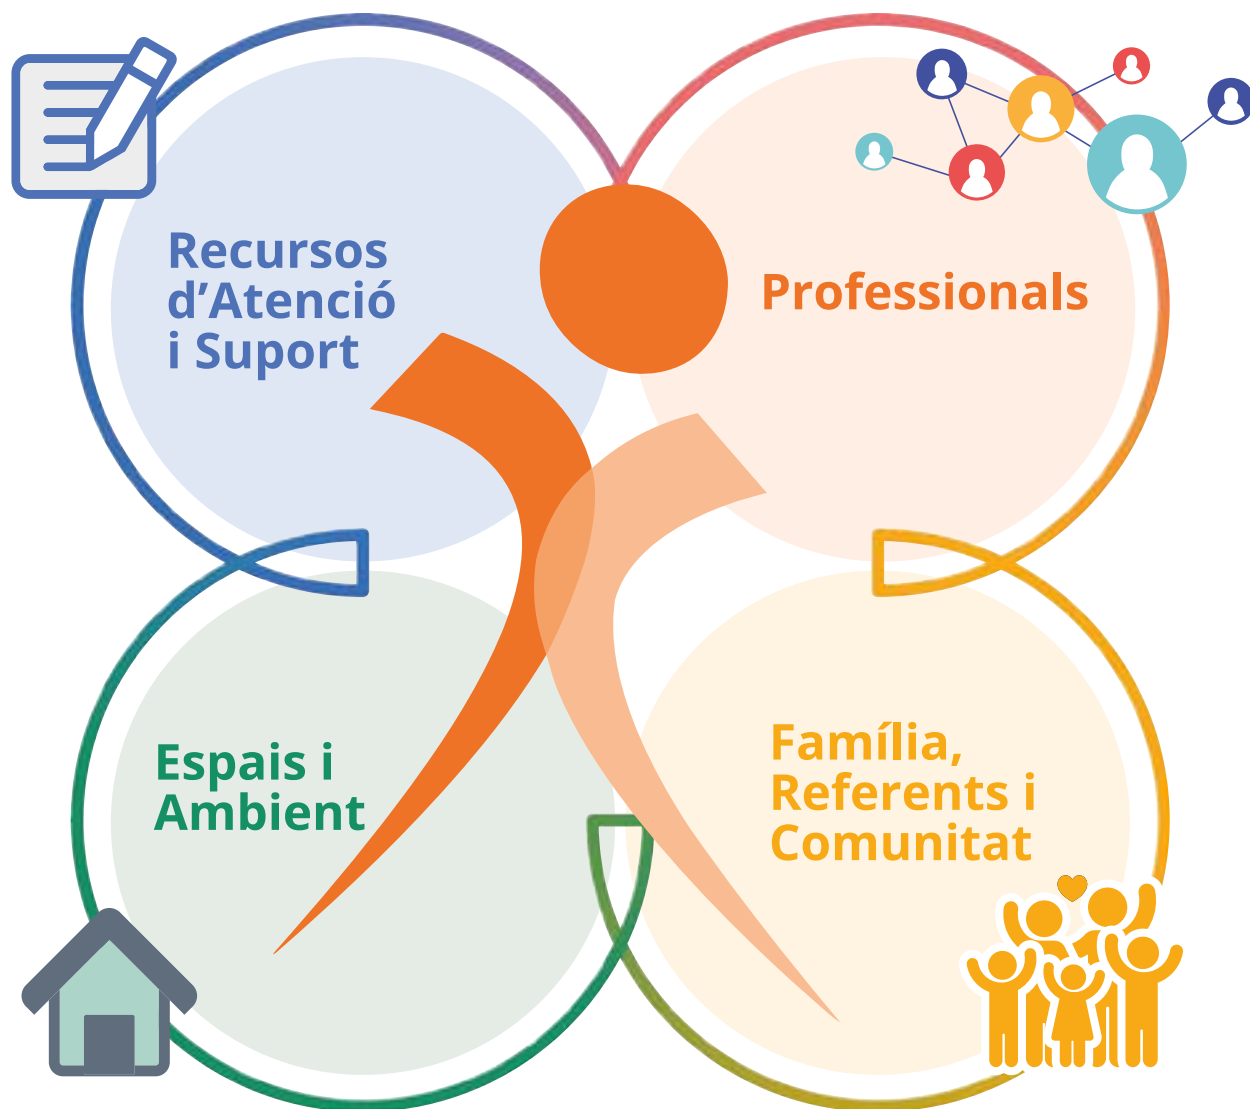 Recursos
d’Atenció
i Suport
Professionals
Espais i
Ambient
Família,
Referents i
Comunitat